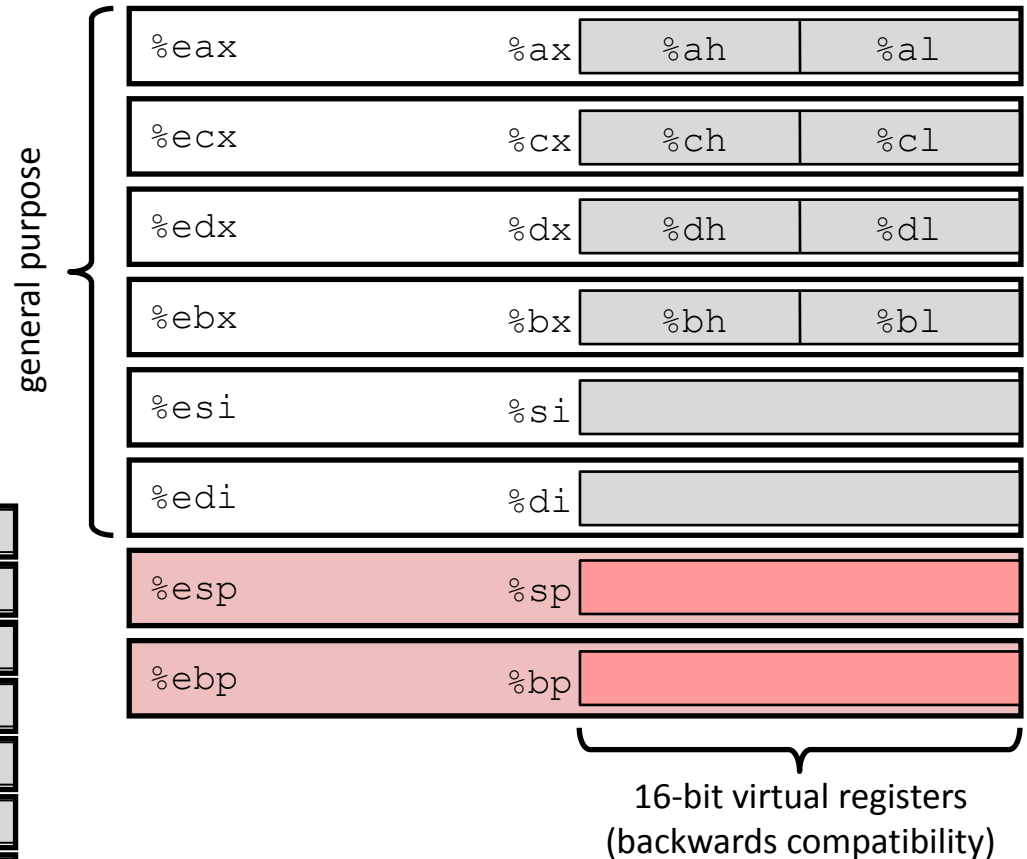 general purpose
%eax %ax %ah %al
%ecx %cx %ch %cl
%edx %dx %dh %dl
%ebx %bx %bh %bl
%esi %si
%edi %di
%esp %sp
%ebp %bp
16-bit virtual registers
(backwards compatibility)